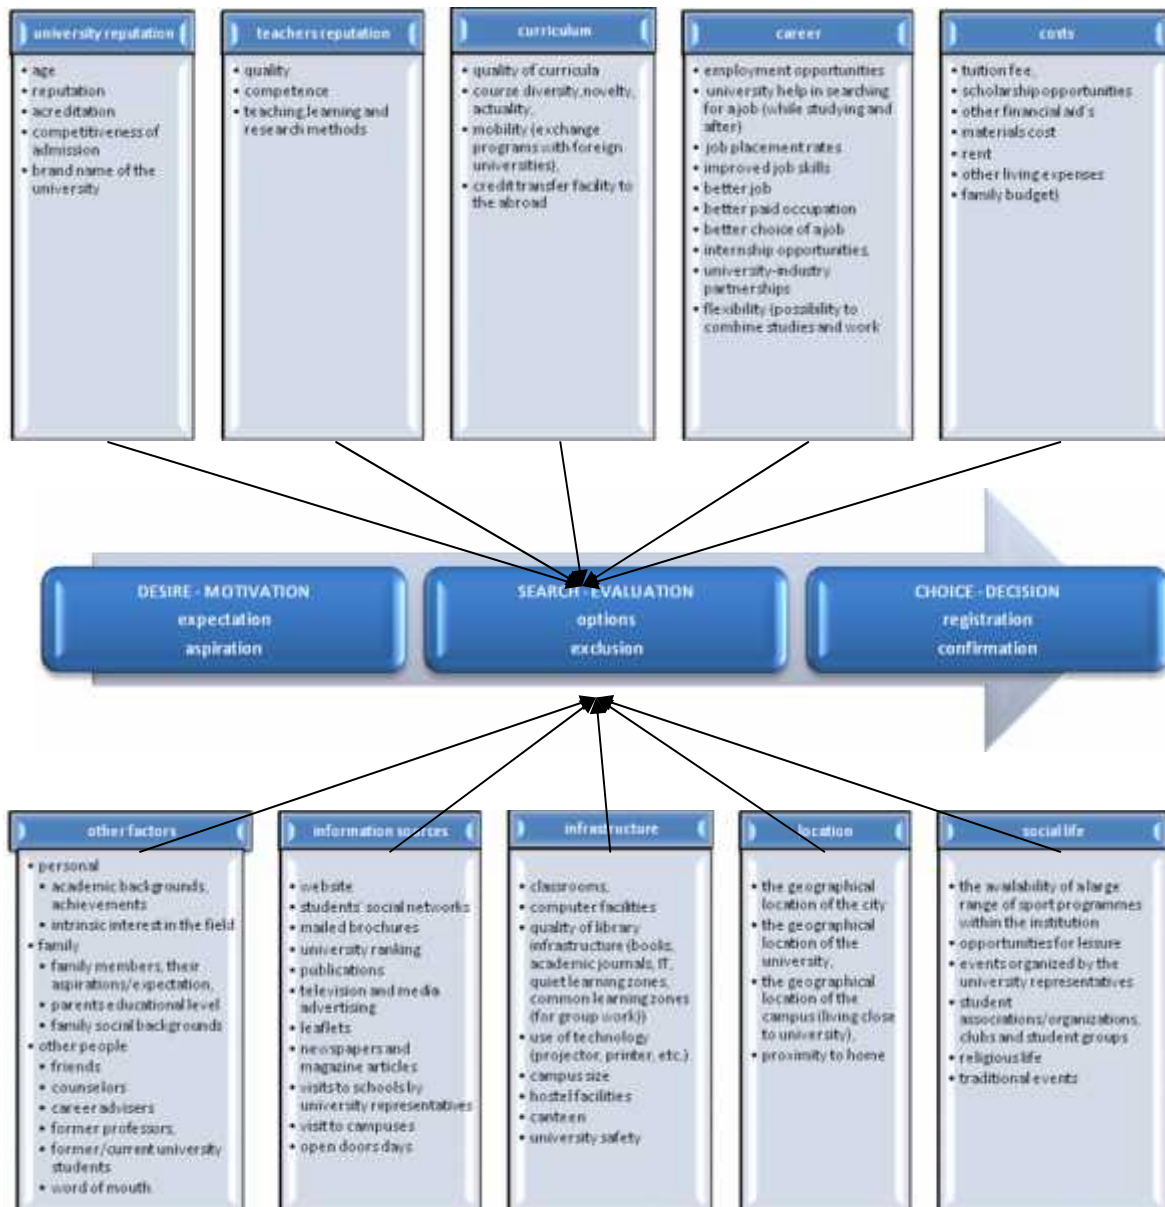 university reputation
• age
• reputation
• acreditation
• competitiveness of
admission
• brand name of the
university
teachers reputation
• quality
• competence
• teaching,learning and
research methods
curriculum
• quality of curricula
• course diversity,novelty,
actuality,
• mobility (exchange
programs with foreign
universities),
• credit transfer facility to
the abroad
career
• employment opportunities
• university help in searching
for a job (while studying and
after)
• job placement rates
• improved job skills
• better job
• better paid occupation
• better choice of a job
• internship opportunities,
• university-industry
partnerships
• flexibility (possibility to
combine studies and work
costs
• tuition fee,
• scholarship opportunities
• other financial aid's
• materials cost
• rent
• other living expenses
• family budget)
DESIRE - MOTIVATION
expectation
aspiration
SEARCH - EVALUATION
options
exclusion
CHOICE - DECISION
registration
confirmation
other factors
• personal
• academic backgrounds,
achievements
• intrinsic interest in the field
• family
• family members, their
aspirations/expectation,
• parents educational level
• family social backgrounds
• other people
• friends
• counselors
• career advisers
• former professors,
• former/current university
students
• word of mouth
information sources
• website
• students' social networks
• mailed brochures
• university ranking
• publications
• television and media
advertising
• leaflets
• newspapers and
magazine articles
• visits to schools by
university representatives
• visit to campuses
• open doors days
infrastructure
• classrooms,
• computer facilities
• quality of library
infrastructure (books,
academic journals, IT,
quiet learning zones,
common learning zones
(for group work))
• use of technology
(projector, printer, etc.)
• campus size
• hostel facilities
• canteen
• university safety
location
• the geographical
location of the city
• the geographical
location of the
university,
• the geographical
location of the
campus (living close
to university),
• proximity to home
social life
• the availability of a large
range of sport programmes
within the institution
• opportunities for leisure
• events organized by the
university representatives
• student
associations/organizations,
clubs and student groups
• religious life
• traditional events